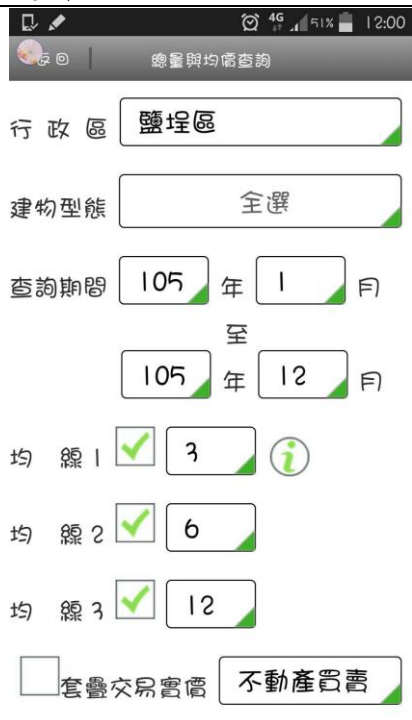 4G 51% 12:00
返回 總量與均價查詢
行政區 鹽埕區
建物型態 全選
查詢期間 105 年 1 月
至
105 年 12 月
均線1 3 i
均線2 6
均線3 12
套疊交易實價 不動產買賣